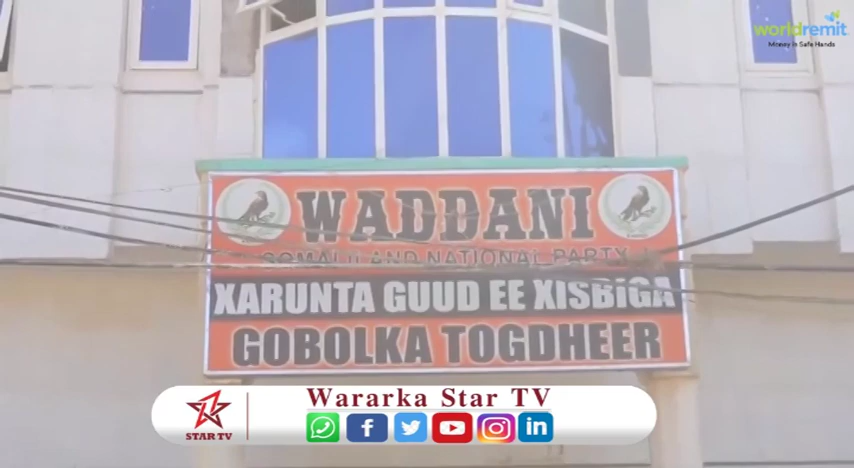 worldremit
Money in Safe Hands
WADDANI
SOMALILAND NATIONAL PARTY
XARUNTA GUUD EE XISBIGA
GOBOLKA TOGDHEER
Wararka Star TV
STAR TV